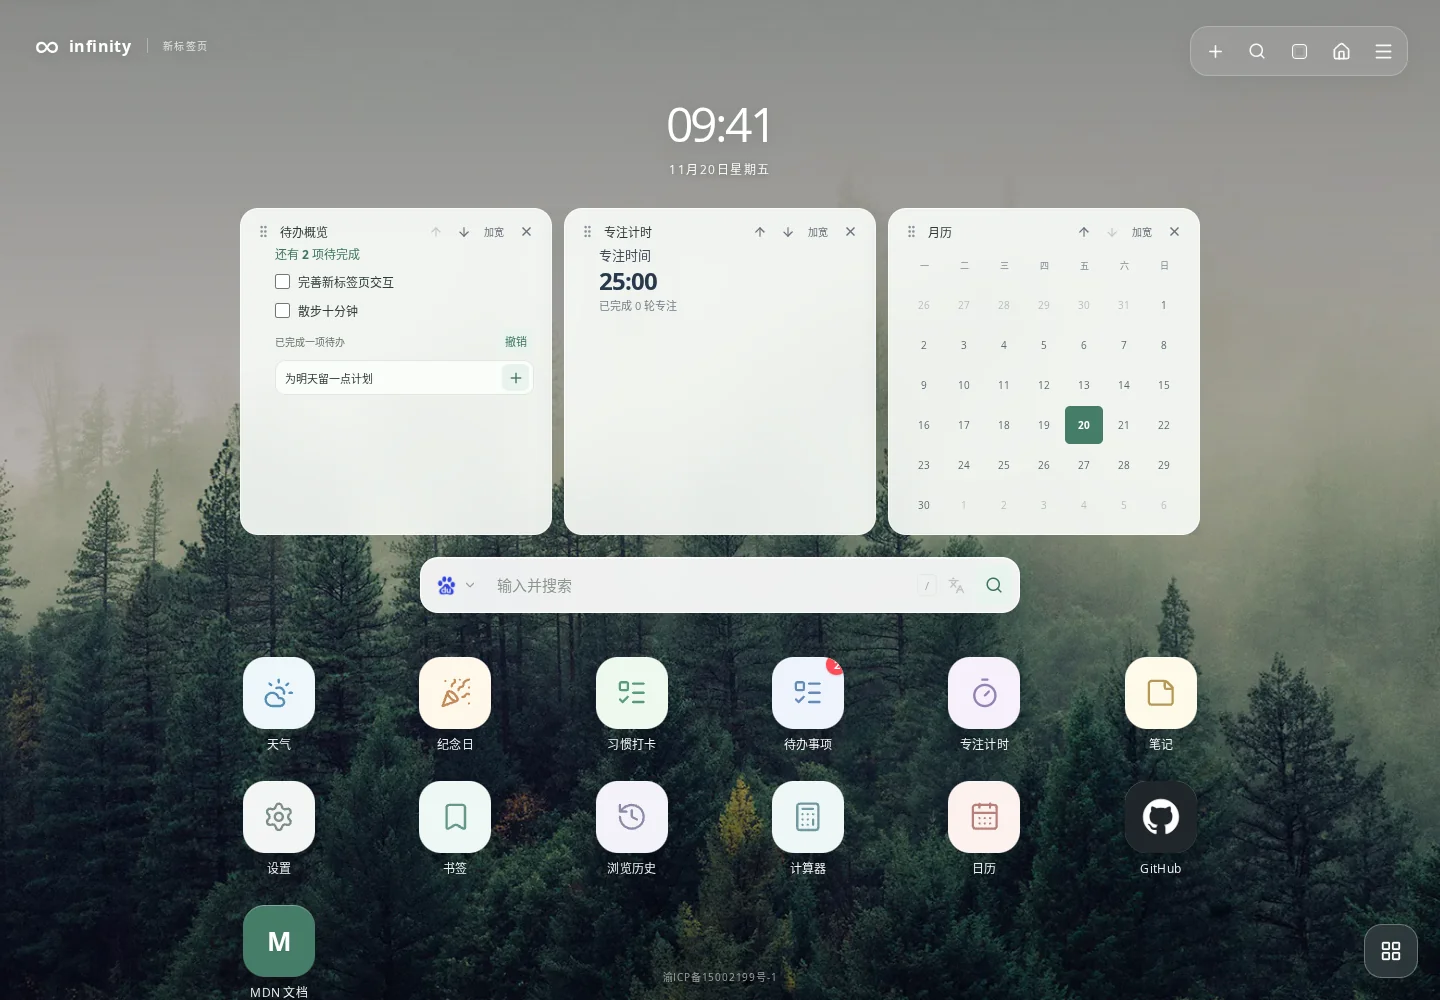 infinity
新标签页
09:41
11月20日星期五
待办概览
加宽
还有 2 项待完成
完善新标签页交互
散步十分钟
已完成一项待办
撤销
为明天留一点计划
专注计时
加宽
专注时间
25:00
已完成 0 轮专注
月历
加宽
一 二 三 四 五 六 日
26 27 28 29 30 31 1
2 3 4 5 6 7 8
9 10 11 12 13 14 15
16 17 18 19 20 21 22
23 24 25 26 27 28 29
30 1 2 3 4 5 6
du
输入并搜索
/
天气 纪念日 习惯打卡 待办事项 专注计时 笔记
设置 书签 浏览历史 计算器 日历 GitHub
M
MDN 文档
渝ICP备15002199号-1